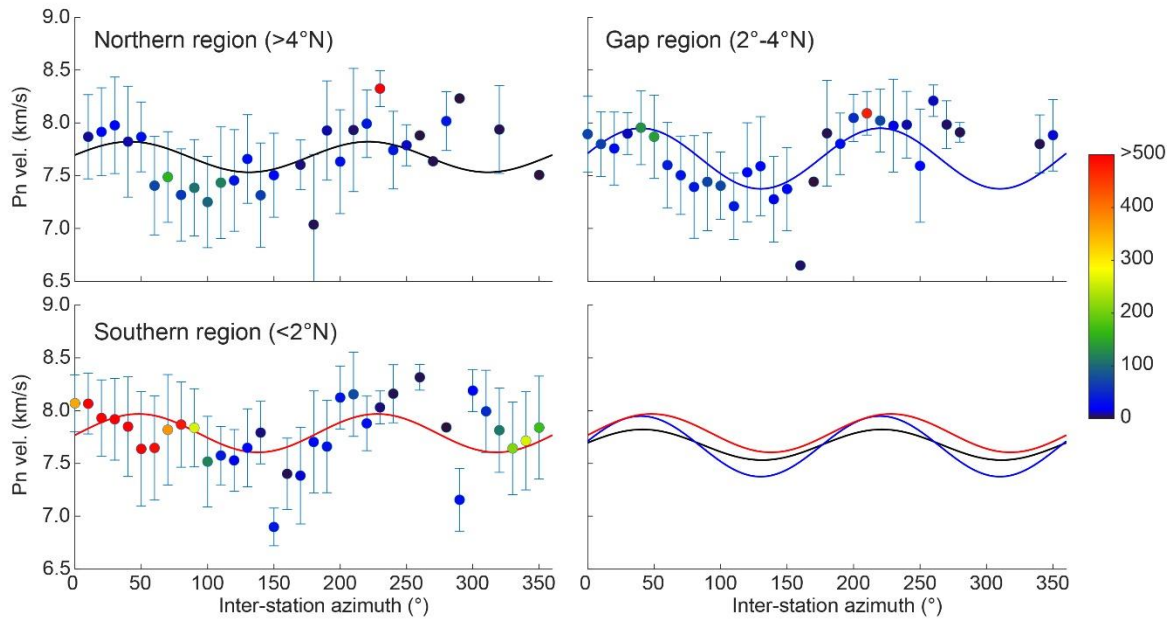 Northern region (>4°N)
Gap region (2°-4°N)
9.0
8.5
8.0
7.5
7.0
6.5
Pn vel. (km/s)
>500
400
300
200
100
0
Southern region (<2°N)
9.0
8.5
8.0
7.5
7.0
6.5
Pn vel. (km/s)
0 50 100 150 200 250 300 350
0 50 100 150 200 250 300 350
Inter-station azimuth (°)
Inter-station azimuth (°)